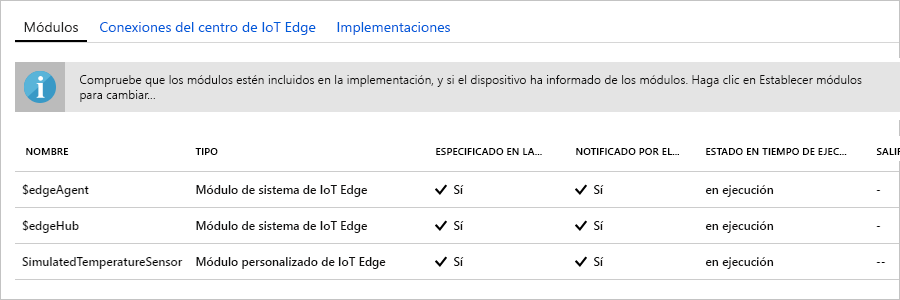 Módulos Conexiones del centro de IoT Edge Implementaciones
Compruebe que los módulos estén incluidos en la implementación, y si el dispositivo ha informado de los módulos. Haga clic en Establecer módulos
para cambiar...
NOMBRE TIPO ESPECIFICADO EN LA... NOTIFICADO POR EL... ESTADO EN TIEMPO DE EJEC...
$edgeAgent Módulo de sistema de IoT Edge Sí Sí en ejecución -
$edgeHub Módulo de sistema de IoT Edge Sí Sí en ejecución -
SimulatedTemperatureSensor Módulo personalizado de IoT Edge Sí Sí en ejecución --